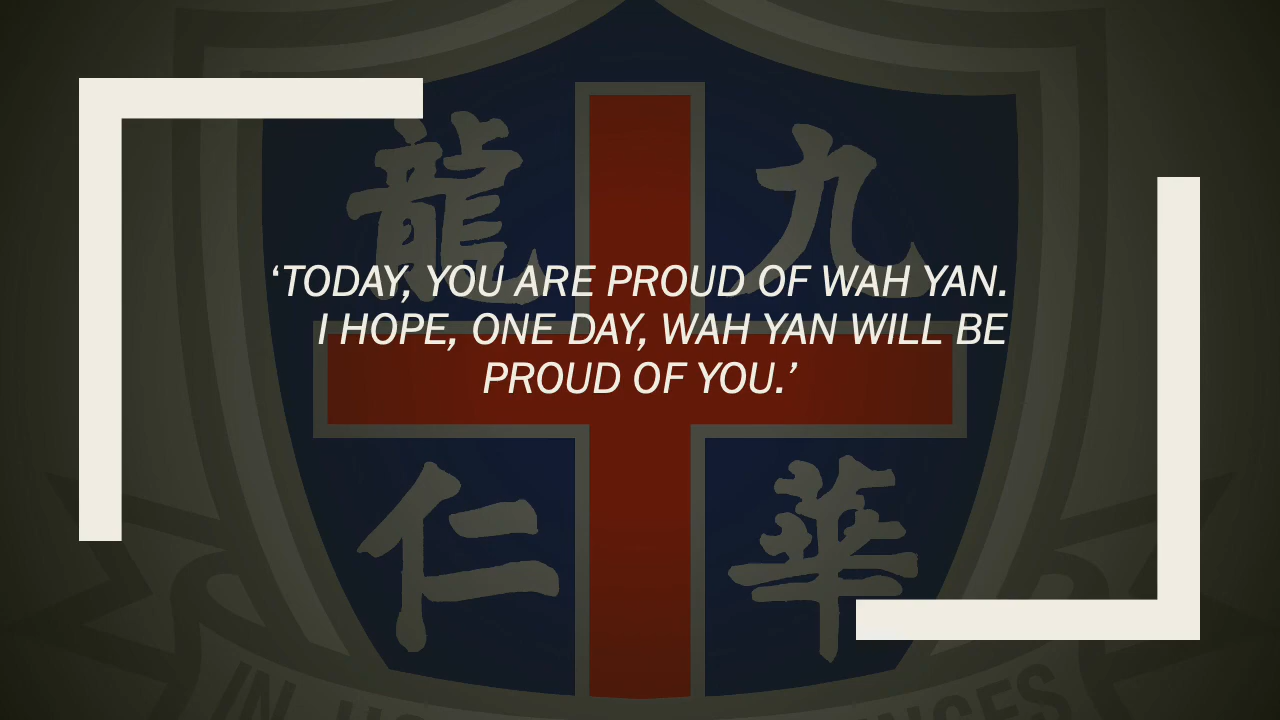 龍 九
‘TODAY, YOU ARE PROUD OF WAH YAN.
I HOPE, ONE DAY, WAH YAN WILL BE
PROUD OF YOU.’
仁 華
IN